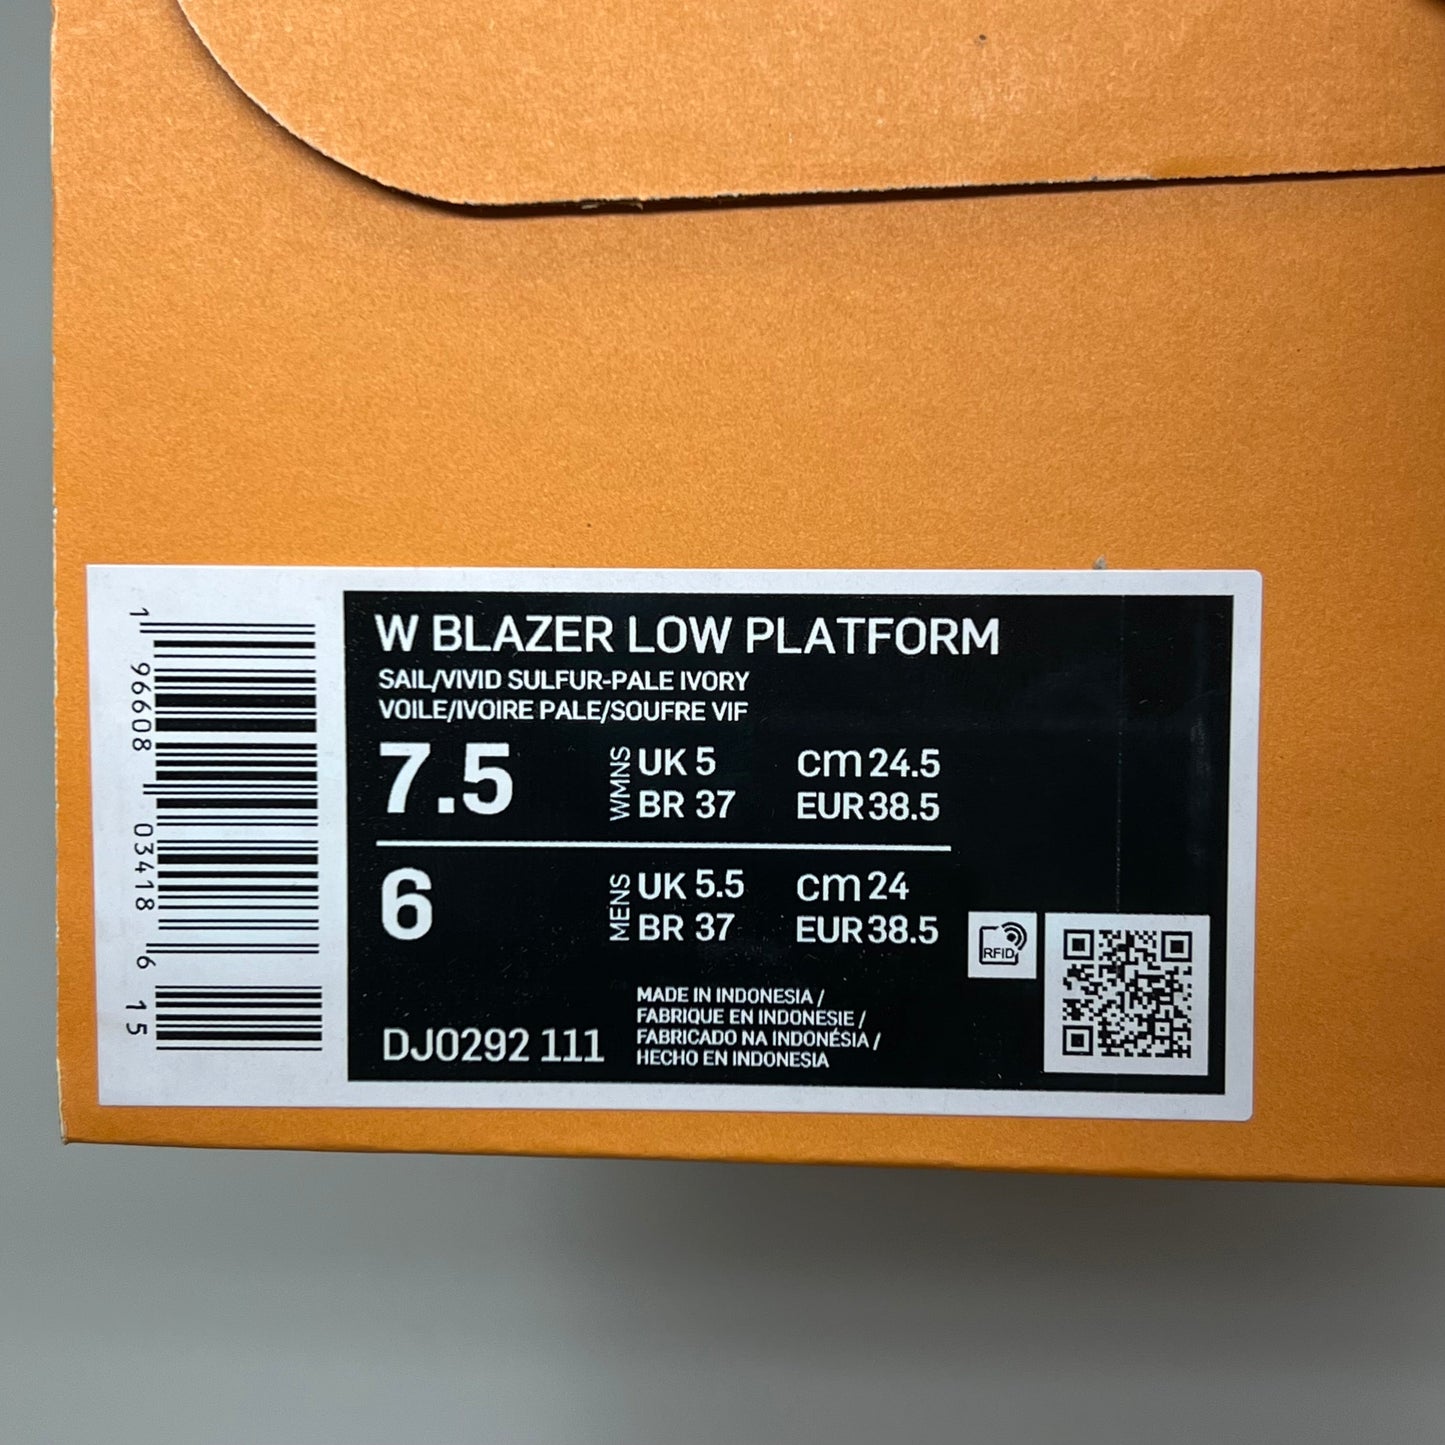 W BLAZER LOW PLATFORM
SAIL/VIVID SULFUR-PALE IVORY
VOILE/IVOIRE PALE/SOUFRE VIF
7.5 WMNS UK 5 cm 24.5
BR 37 EUR 38.5
6 MENS UK 5.5 cm 24
BR 37 EUR 38.5
RFID
DJ0292 111
MADE IN INDONESIA /
FABRIQUE EN INDONESIE /
FABRICADO NA INDONÉSIA /
HECHO EN INDONESIA
1 96608 03418 6 15